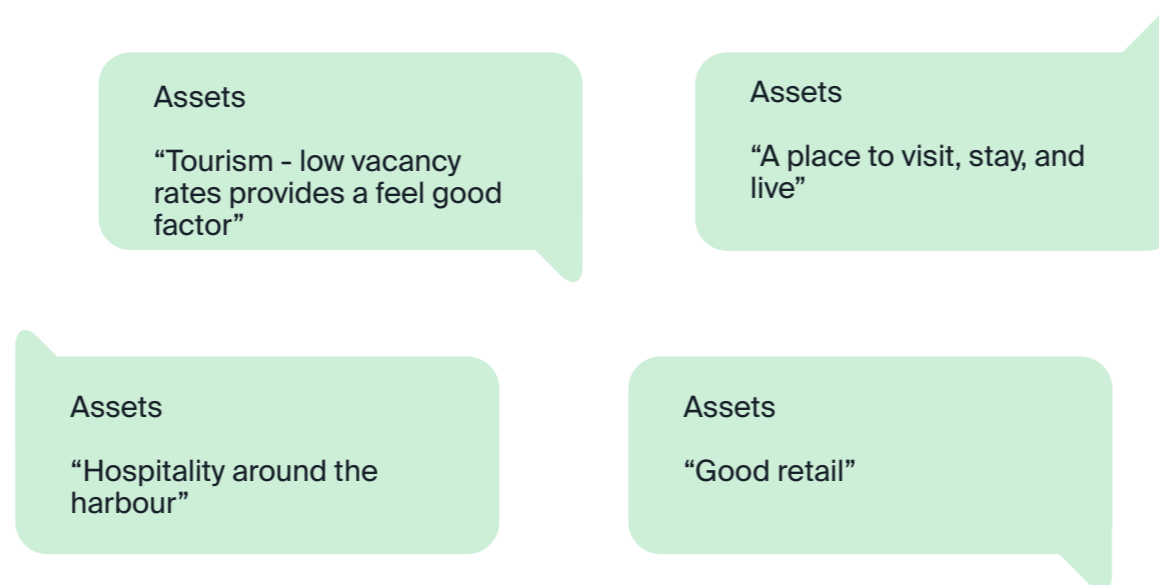 Assets
“Tourism - low vacancy
rates provides a feel good
factor”
Assets
“A place to visit, stay, and
live”
Assets
“Hospitality around the
harbour”
Assets
“Good retail”